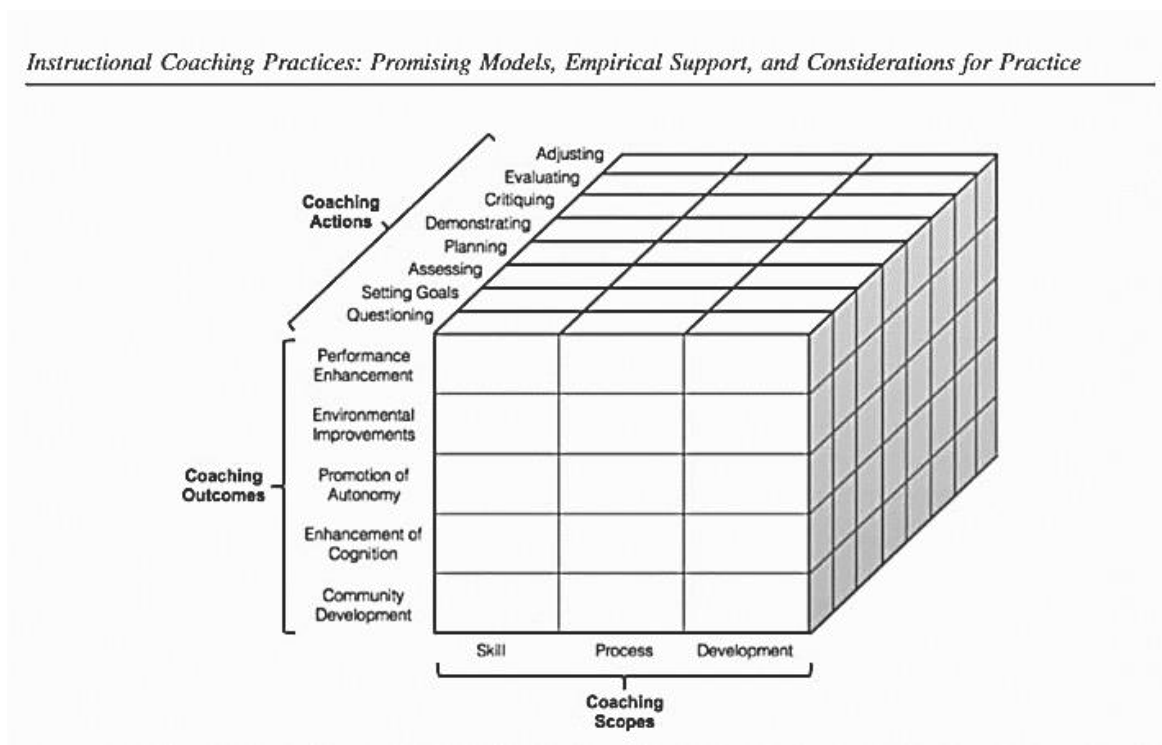 Instructional Coaching Practices: Promising Models, Empirical Support, and Considerations for Practice
Adjusting
Evaluating
Critiquing
Demonstrating
Planning
Assessing
Setting Goals
Questioning
Coaching
Actions
Performance
Enhancement
Environmental
Improvements
Promotion of
Autonomy
Enhancement of
Cognition
Community
Development
Coaching
Outcomes
Skill
Process
Development
Coaching
Scopes